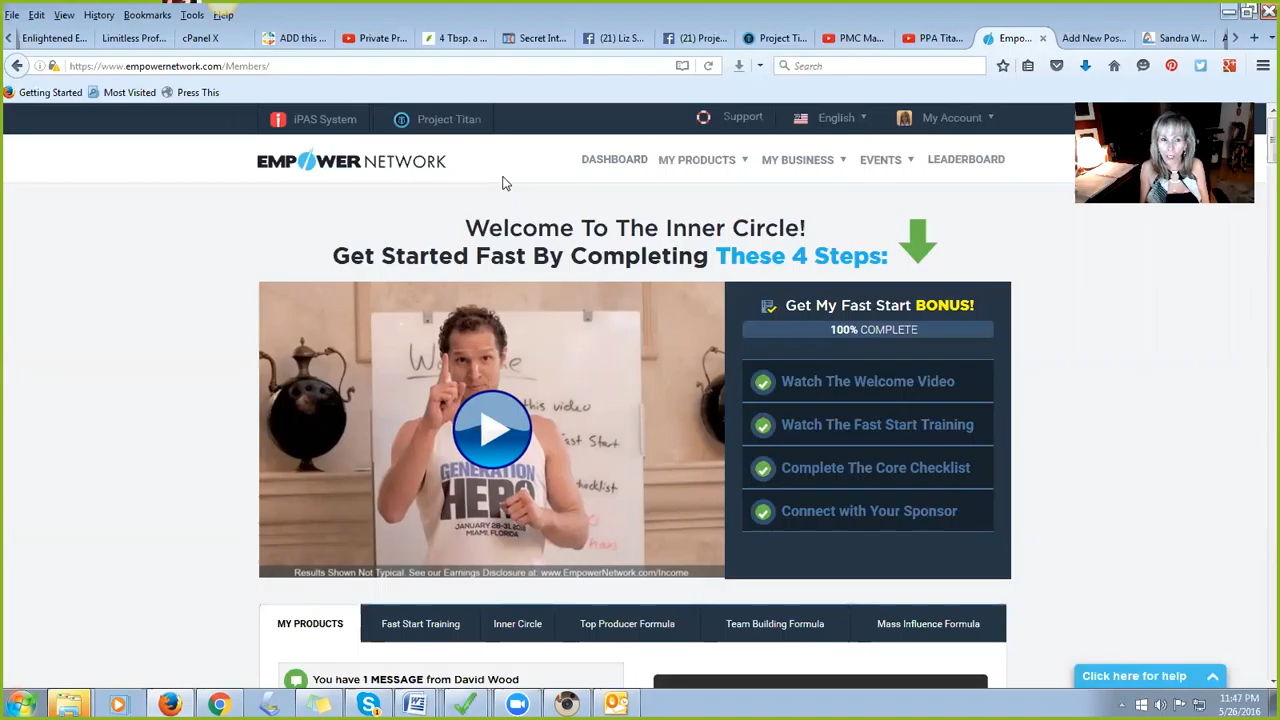 File Edit View History Bookmarks Tools Help
Enlightened E... Limitless Prof... cPanel X ADD this ... Private Pr... 4 Tbsp. a ... Secret Int... (21) Liz S... (21) Proje... Project Ti... PMC Ma... PPA Tita... Empo... Add New Pos... Sandra W...
https://www.empowernetwork.com/Members/
Search
Getting Started Most Visited Press This
iPAS System Project Titan Support English My Account
EMPOWER NETWORK
DASHBOARD MY PRODUCTS MY BUSINESS EVENTS LEADERBOARD
Welcome To The Inner Circle!
Get Started Fast By Completing These 4 Steps:
Get My Fast Start BONUS!
100% COMPLETE
Watch The Welcome Video
Watch The Fast Start Training
Complete The Core Checklist
Connect with Your Sponsor
this video
GENERATION
HERO
MIAMI, FLORIDA
Results Shown Not Typical. See our Earnings Disclosure at: www.EmpowerNetwork.com/Income
MY PRODUCTS Fast Start Training Inner Circle Top Producer Formula Team Building Formula Mass Influence Formula
You have 1 MESSAGE from David Wood
Click here for help
11:47 PM
5/26/2016